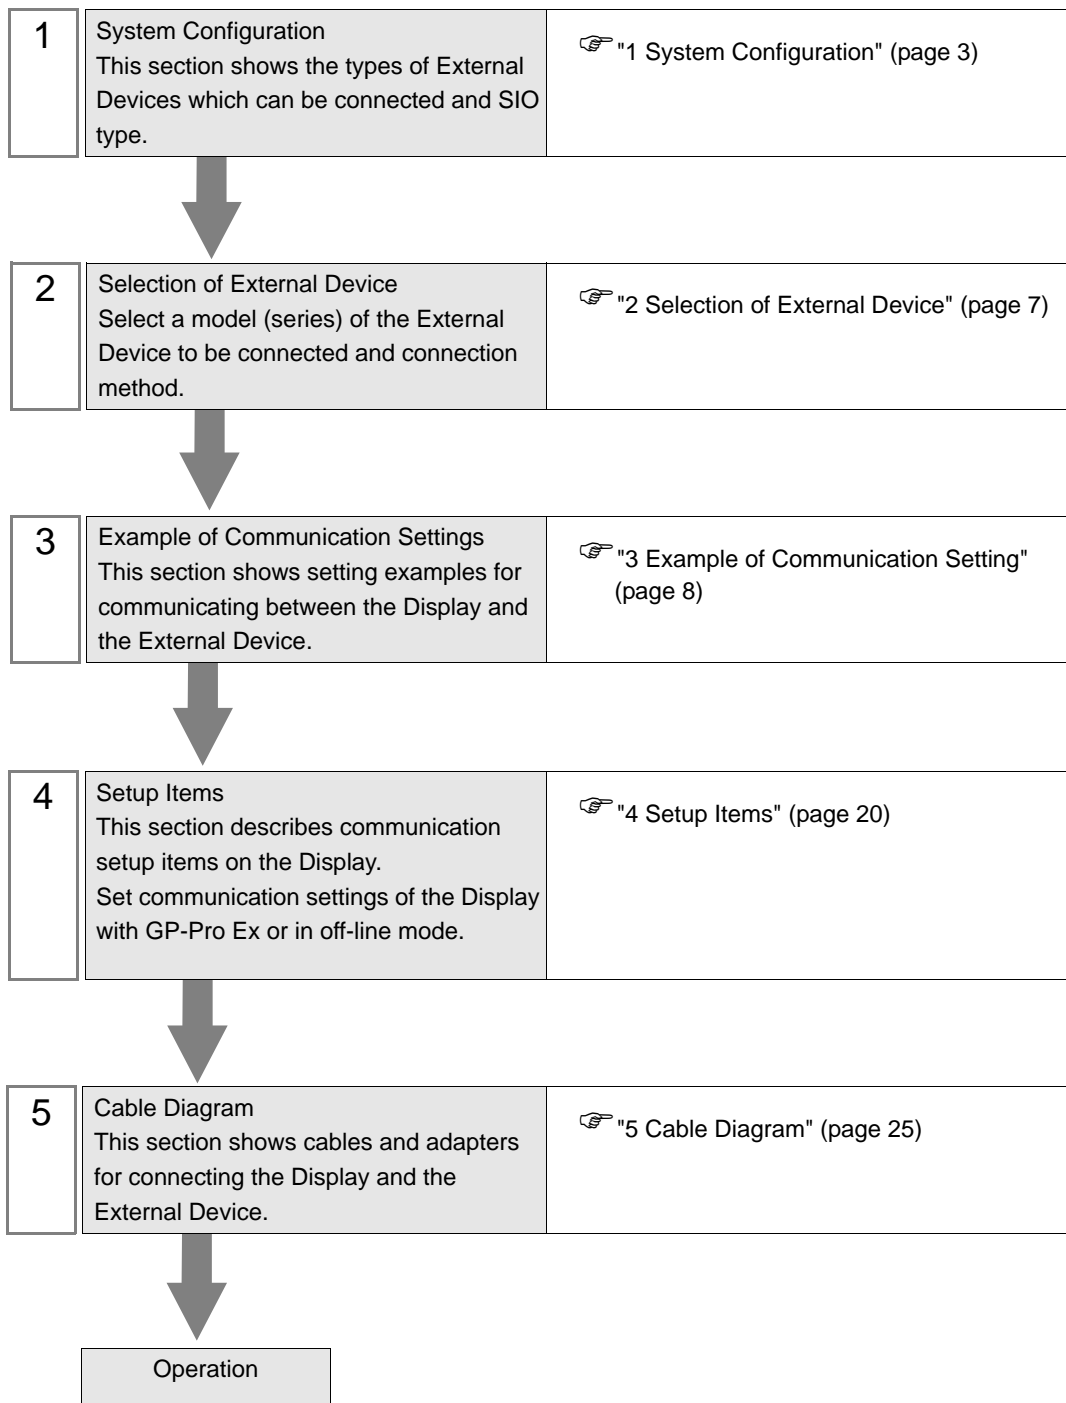 1
System Configuration
This section shows the types of External
Devices which can be connected and SIO
type.
"1 System Configuration" (page 3)
2
Selection of External Device
Select a model (series) of the External
Device to be connected and connection
method.
"2 Selection of External Device" (page 7)
3
Example of Communication Settings
This section shows setting examples for
communicating between the Display and
the External Device.
"3 Example of Communication Setting"
(page 8)
4
Setup Items
This section describes communication
setup items on the Display.
Set communication settings of the Display
with GP-Pro Ex or in off-line mode.
"4 Setup Items" (page 20)
5
Cable Diagram
This section shows cables and adapters
for connecting the Display and the
External Device.
"5 Cable Diagram" (page 25)
Operation